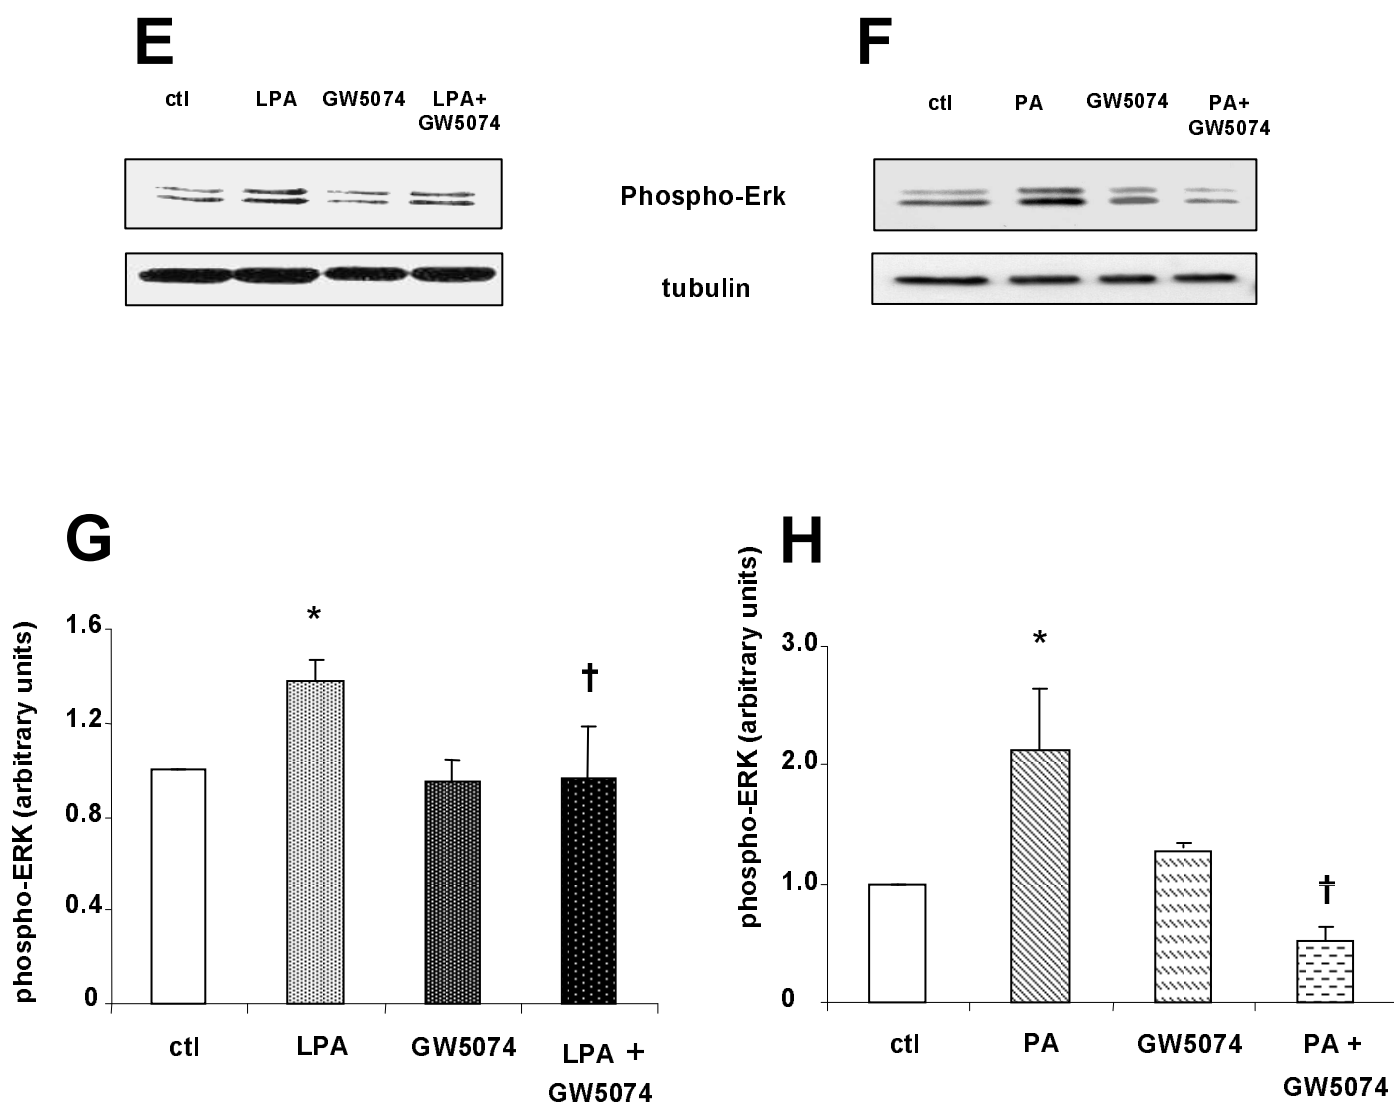 E
F
ctl LPA GW5074 LPA+
GW5074
ctl PA GW5074 PA+
GW5074
Phospho-Erk
tubulin
G
phospho-ERK (arbitrary units)
1.6
1.2
0.8
0.4
0
*
†
ctl LPA GW5074 LPA +
GW5074
H
phospho-ERK (arbitrary units)
3.0
2.0
1.0
0
*
†
ctl PA GW5074 PA +
GW5074